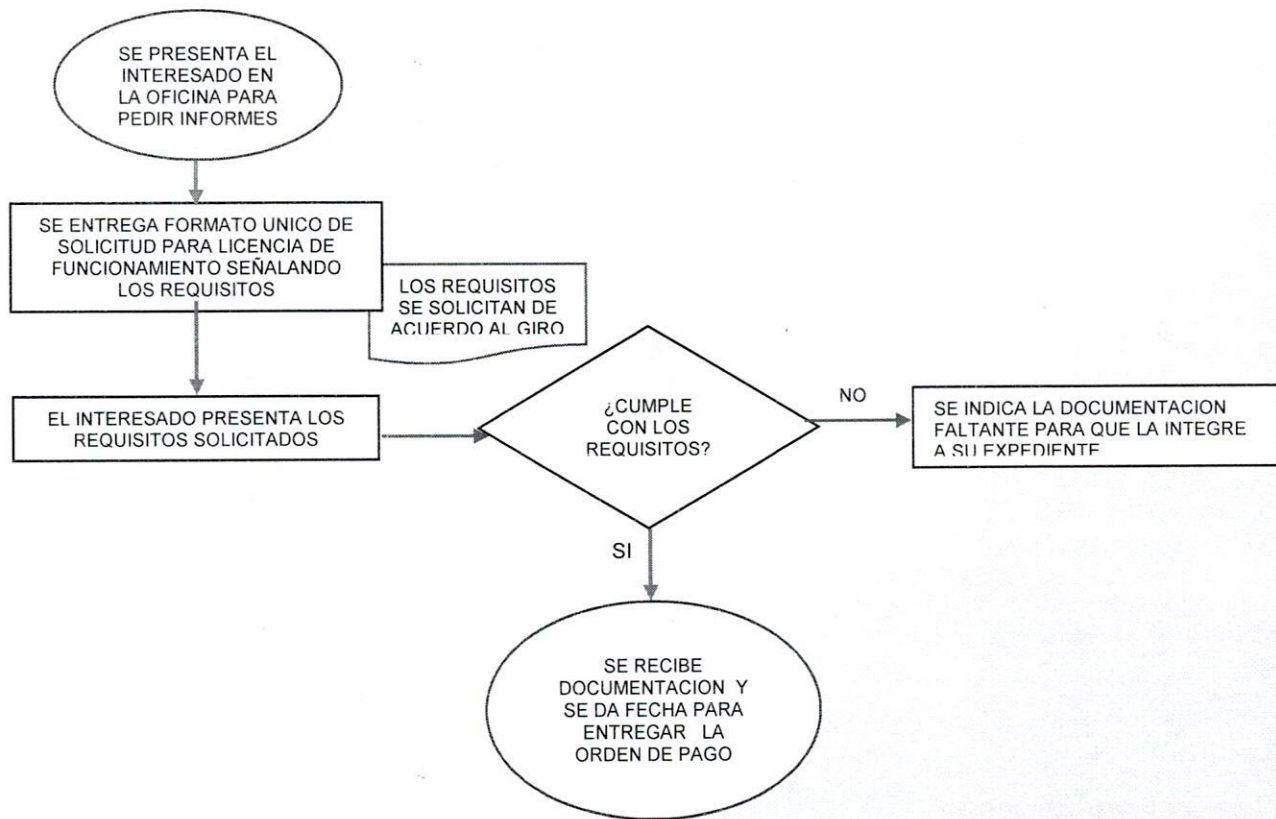 SE PRESENTA EL
INTERESADO EN
LA OFICINA PARA
PEDIR INFORMES
SE ENTREGA FORMATO UNICO DE
SOLICITUD PARA LICENCIA DE
FUNCIONAMIENTO SEÑALANDO
LOS REQUISITOS
LOS REQUISITOS
SE SOLICITAN DE
ACUERDO AL GIRO
EL INTERESADO PRESENTA LOS
REQUISITOS SOLICITADOS
¿CUMPLE
CON LOS
REQUISITOS?
NO
SE INDICA LA DOCUMENTACION
FALTANTE PARA QUE LA INTEGRE
A SU EXPEDIENTE
SI
SE RECIBE
DOCUMENTACION Y
SE DA FECHA PARA
ENTREGAR LA
ORDEN DE PAGO